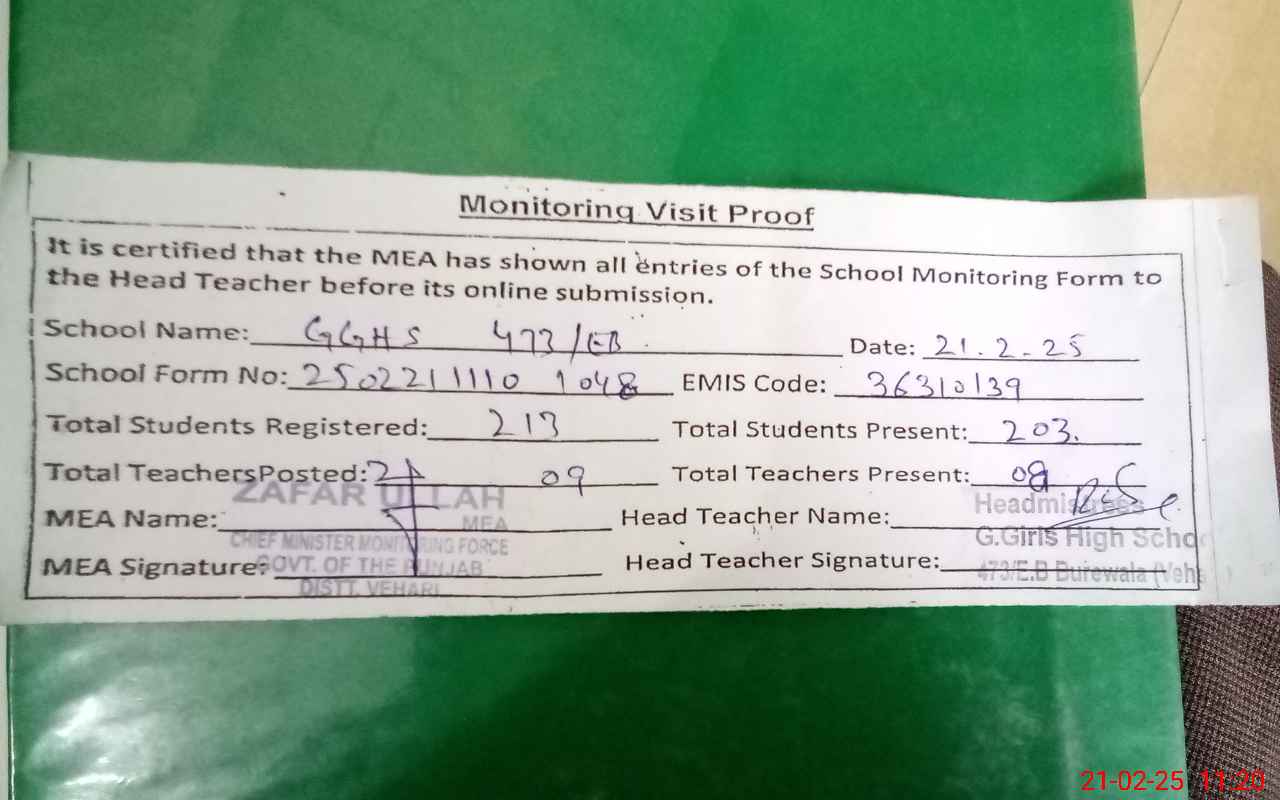 Monitoring Visit Proof
It is certified that the MEA has shown all entries of the School Monitoring Form to
the Head Teacher before its online submission.
School Name: GGHS 473/EB Date: 21.2.25
School Form No: 25022111110 1048 EMIS Code: 36310139
Total Students Registered: 213 Total Students Present: 203.
Total TeachersPosted: 09 Total Teachers Present: 08
ZAFAR ULLAH Headmistress
MEA Name: MEA Head Teacher Name:
CHIEF MINISTER MONITORING FORCE G.Girls High Scho
MEA Signature: GOVT. OF THE PUNJAB Head Teacher Signature: 473/E.B Burewala (Veh
DISTT. VEHARI
21-02-25 11:20